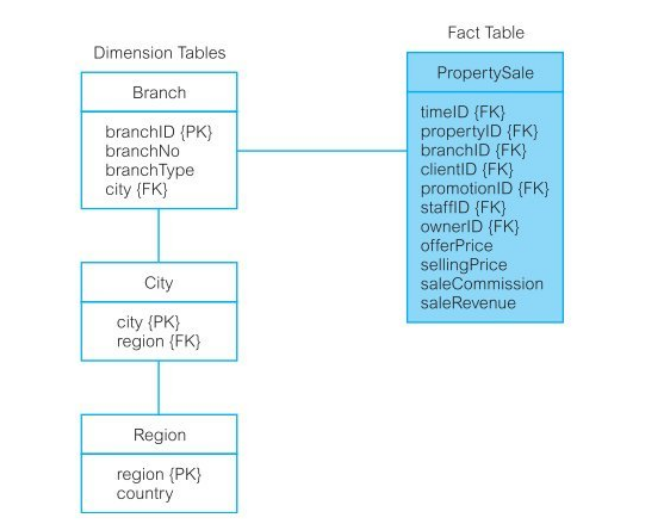 Dimension Tables
Branch
branchID {PK}
branchNo
branchType
city {FK}
City
city {PK}
region {FK}
Region
region {PK}
country
Fact Table
PropertySale
timeID {FK}
propertyID {FK}
branchID {FK}
clientID {FK}
promotionID {FK}
staffID {FK}
ownerID {FK}
offerPrice
sellingPrice
saleCommission
saleRevenue